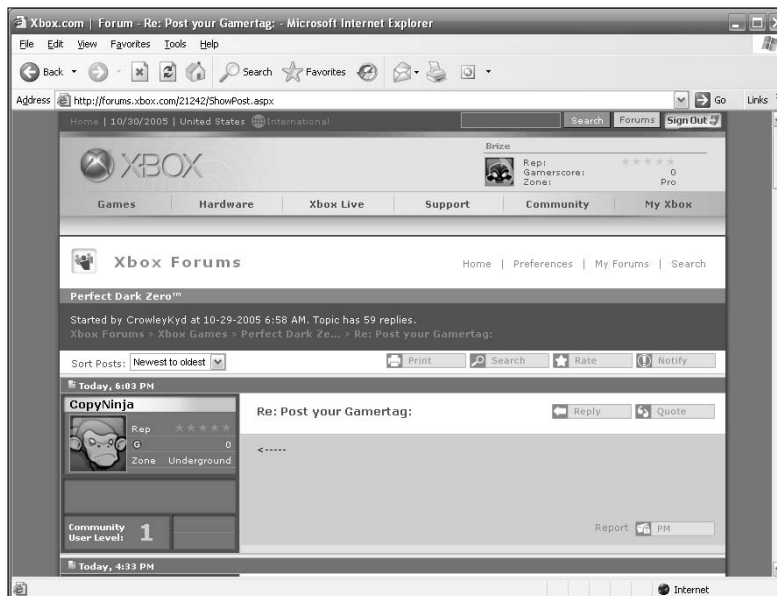 Xbox.com | Forum - Re: Post your Gamertag: - Microsoft Internet Explorer
File Edit View Favorites Tools Help
Back Search Favorites
Address http://forums.xbox.com/21242/ShowPost.aspx Go Links
Home | 10/30/2005 | United States International Search Forums Sign Out
Brize
XBOX
Rep:
Gamerscore: 0
Zone: Pro
Games Hardware Xbox Live Support Community My Xbox
Xbox Forums Home | Preferences | My Forums | Search
Perfect Dark Zero™
Started by CrowleyKyd at 10-29-2005 6:58 AM. Topic has 59 replies.
Xbox Forums > Xbox Games > Perfect Dark Ze... > Re: Post your Gamertag:
Sort Posts: Newest to oldest Print Search Rate Notify
Today, 6:03 PM
CopyNinja
Re: Post your Gamertag: Reply Quote
Rep
G 0
Zone Underground
<-----
Community
User Level: 1
Report PM
Today, 4:33 PM
Internet